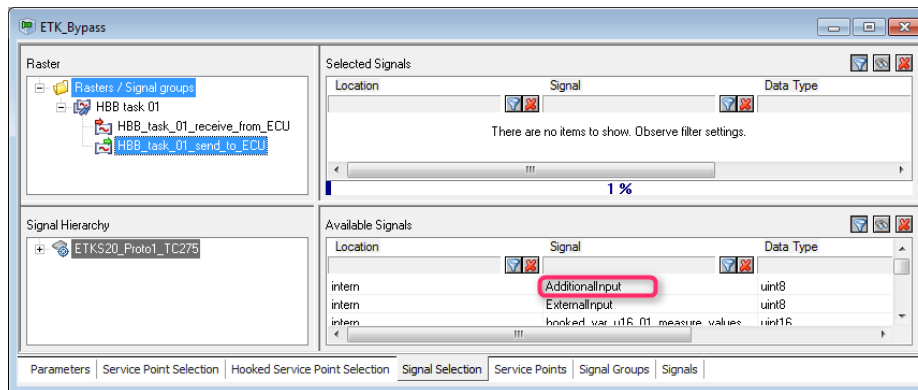 ETK_Bypass
Raster
Rasters / Signal groups
HBB task 01
HBB_task_01_receive_from_ECU
HBB_task_01_send_to_ECU
Selected Signals
Location Signal Data Type
There are no items to show. Observe filter settings.
1 %
Signal Hierarchy
ETKS20_Proto1_TC275
Available Signals
Location Signal Data Type
intern AdditionalInput uint8
intern ExternalInput uint8
intern hooked_var_u16_01_measure_values uint16
Parameters Service Point Selection Hooked Service Point Selection Signal Selection Service Points Signal Groups Signals